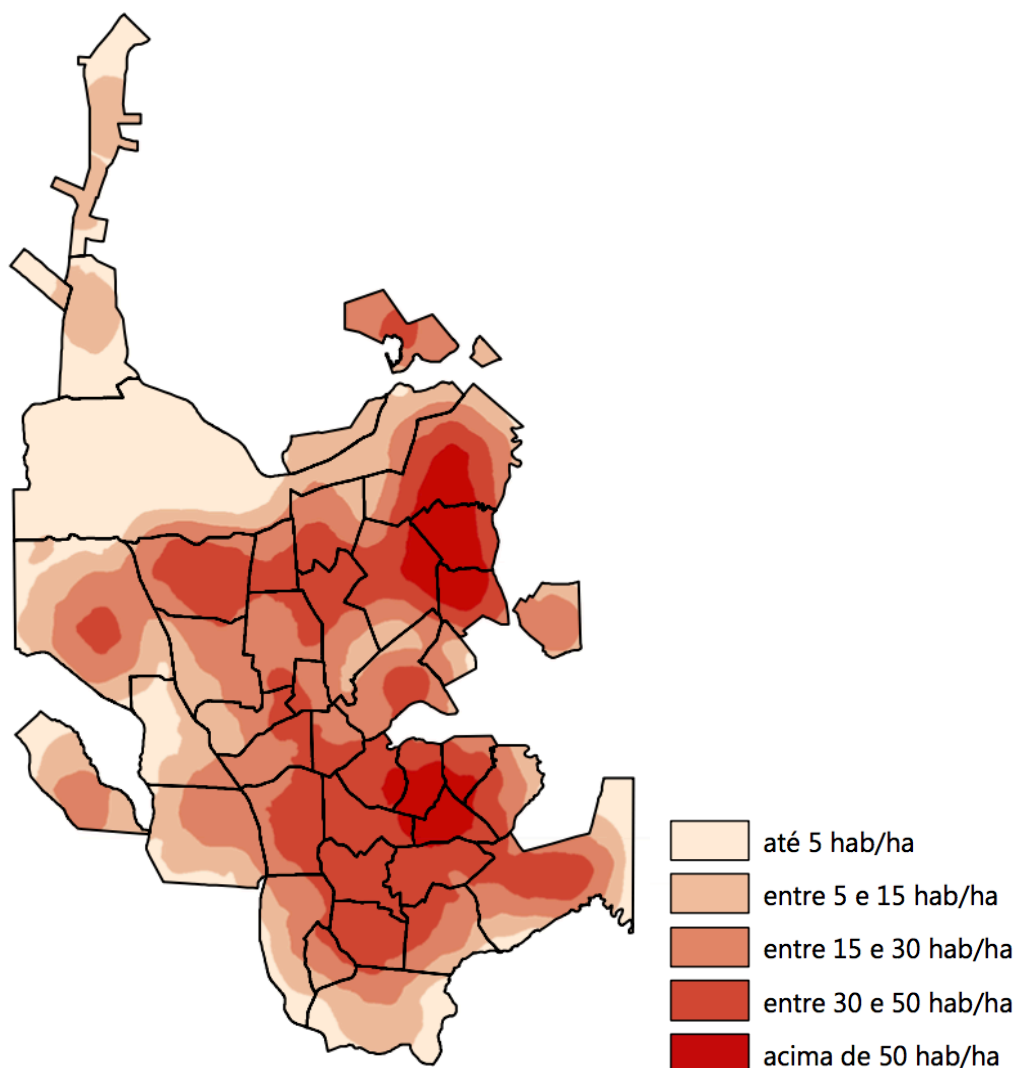 até 5 hab/ha
entre 5 e 15 hab/ha
entre 15 e 30 hab/ha
entre 30 e 50 hab/ha
acima de 50 hab/ha